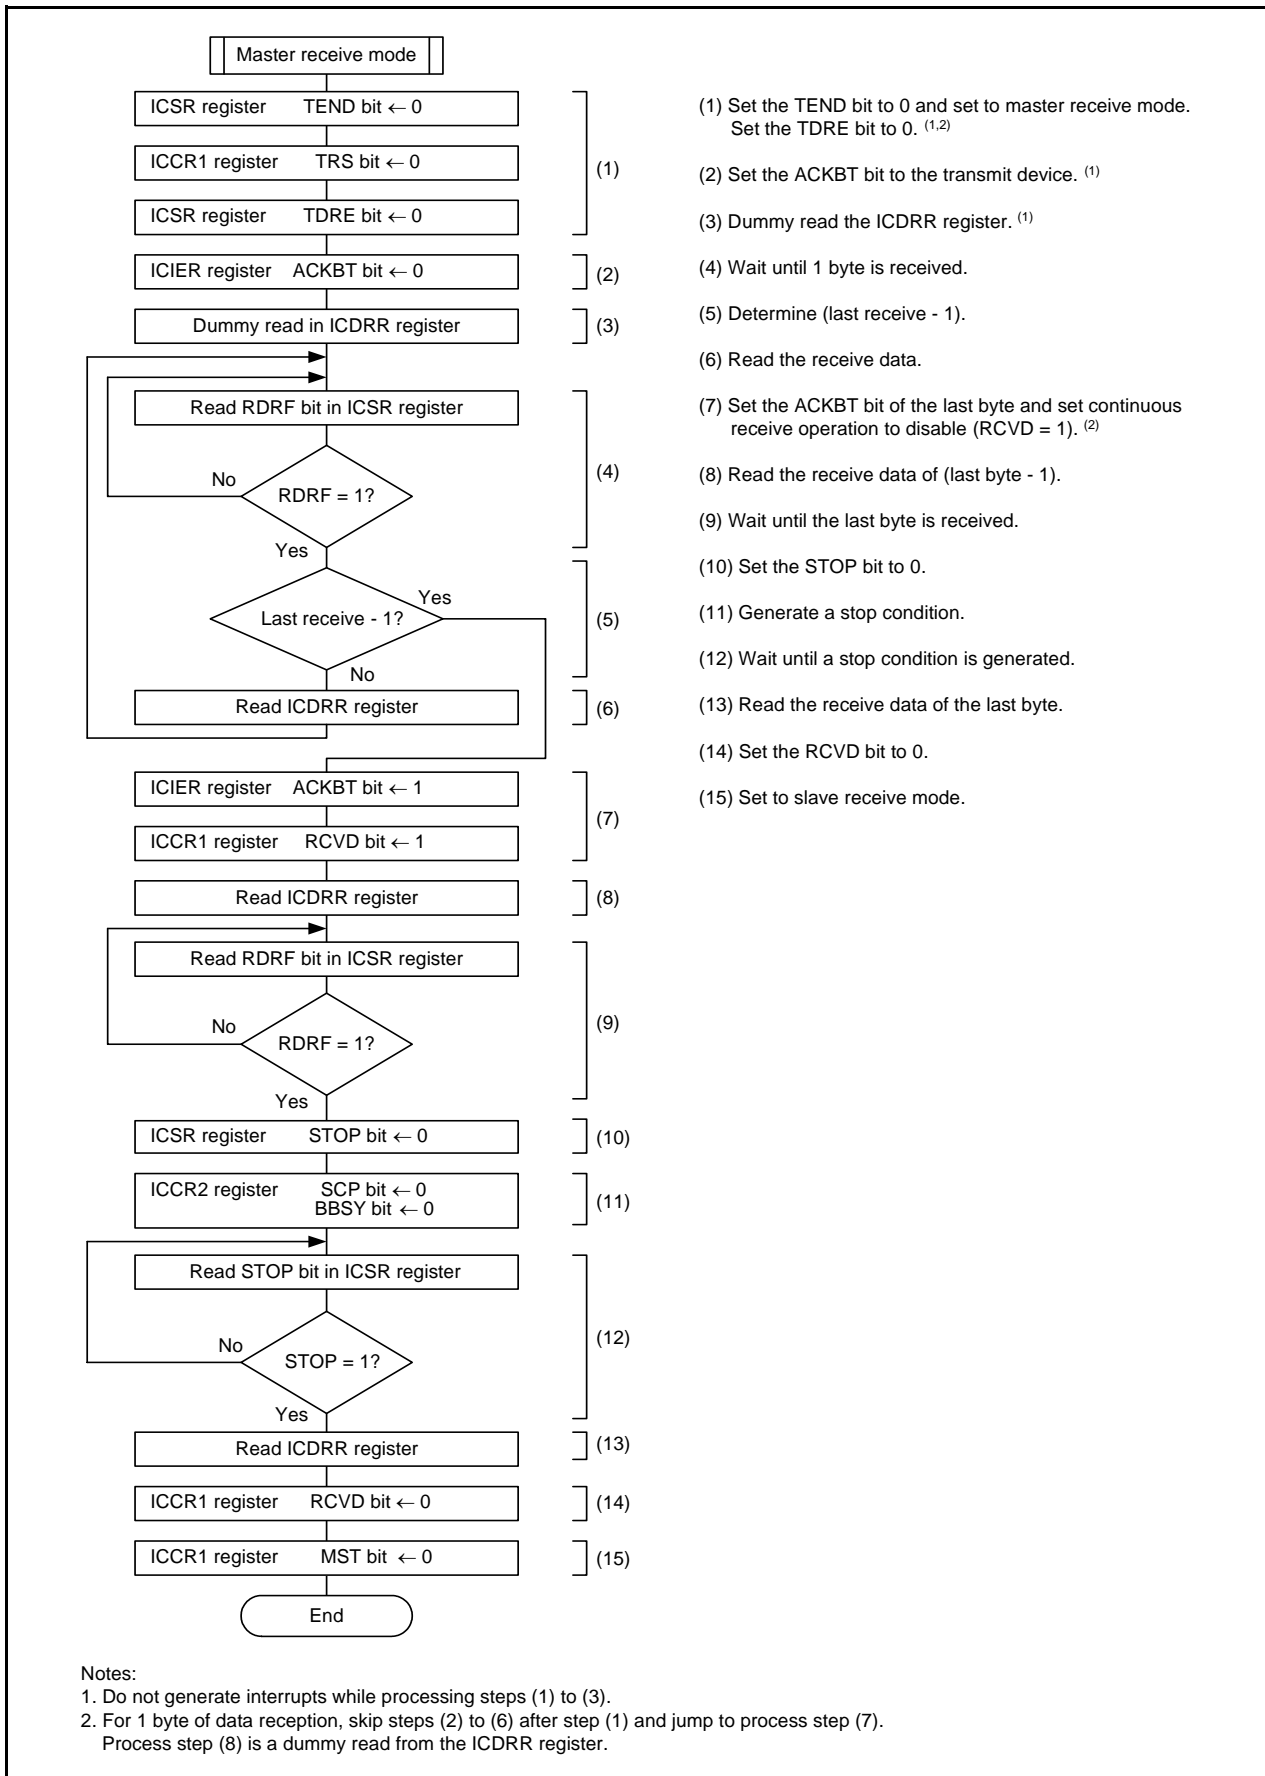 Master receive mode
ICSR register TEND bit ← 0
ICCR1 register TRS bit ← 0
ICSR register TDRE bit ← 0
(1)
ICIER register ACKBT bit ← 0
(2)
Dummy read in ICDRR register
(3)
Read RDRF bit in ICSR register
No
RDRF = 1?
(4)
Yes
Last receive - 1?
Yes
(5)
No
Read ICDRR register
(6)
ICIER register ACKBT bit ← 1
(7)
ICCR1 register RCVD bit ← 1
Read ICDRR register
(8)
Read RDRF bit in ICSR register
No
RDRF = 1?
(9)
Yes
ICSR register STOP bit ← 0
(10)
ICCR2 register SCP bit ← 0
BBSY bit ← 0
(11)
Read STOP bit in ICSR register
No
STOP = 1?
(12)
Yes
Read ICDRR register
(13)
ICCR1 register RCVD bit ← 0
(14)
ICCR1 register MST bit ← 0
(15)
End
(1) Set the TEND bit to 0 and set to master receive mode.
Set the TDRE bit to 0. (1,2)
(2) Set the ACKBT bit to the transmit device. (1)
(3) Dummy read the ICDRR register. (1)
(4) Wait until 1 byte is received.
(5) Determine (last receive - 1).
(6) Read the receive data.
(7) Set the ACKBT bit of the last byte and set continuous
receive operation to disable (RCVD = 1). (2)
(8) Read the receive data of (last byte - 1).
(9) Wait until the last byte is received.
(10) Set the STOP bit to 0.
(11) Generate a stop condition.
(12) Wait until a stop condition is generated.
(13) Read the receive data of the last byte.
(14) Set the RCVD bit to 0.
(15) Set to slave receive mode.
Notes:
1. Do not generate interrupts while processing steps (1) to (3).
2. For 1 byte of data reception, skip steps (2) to (6) after step (1) and jump to process step (7).
Process step (8) is a dummy read from the ICDRR register.